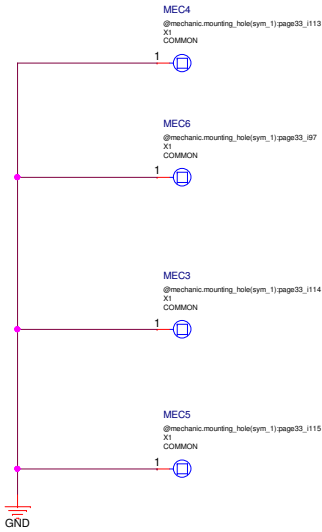 MEC4
@mechanic.mounting_hole(sym_1):page33_i113
X1
COMMON
1
MEC6
@mechanic.mounting_hole(sym_1):page33_i97
X1
COMMON
1
MEC3
@mechanic.mounting_hole(sym_1):page33_i114
X1
COMMON
1
MEC5
@mechanic.mounting_hole(sym_1):page33_i115
X1
COMMON
1
GND